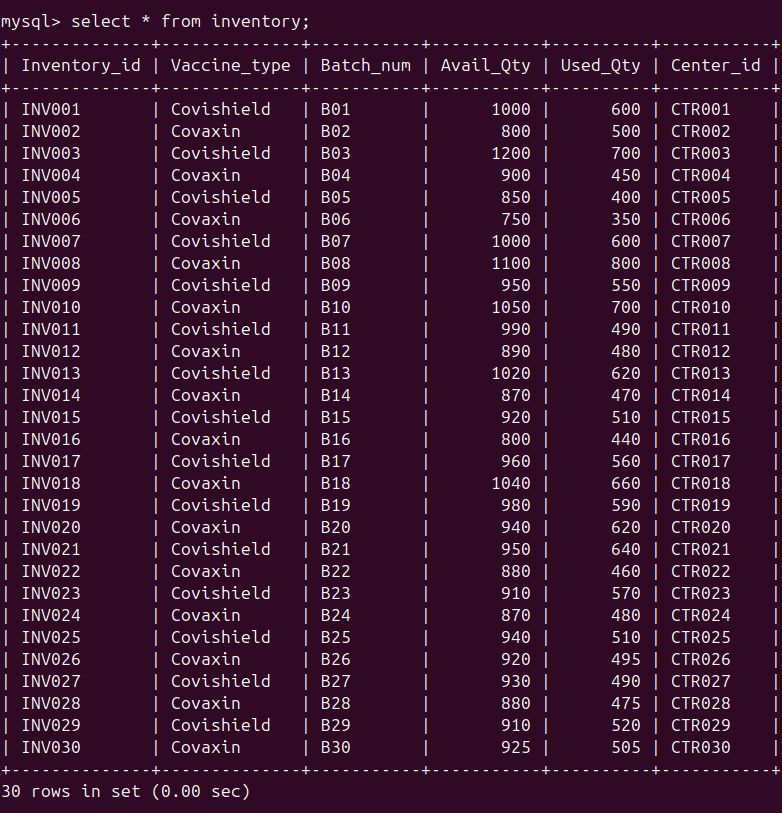 mysql> select * from inventory;
+--------------+--------------+-----------+-----------+----------+-----------+
| Inventory_id | Vaccine_type | Batch_num | Avail_Qty | Used_Qty | Center_id |
+--------------+--------------+-----------+-----------+----------+-----------+
| INV001       | Covishield   | B01       |      1000 |      600 | CTR001    |
| INV002       | Covaxin      | B02       |       800 |      500 | CTR002    |
| INV003       | Covishield   | B03       |      1200 |      700 | CTR003    |
| INV004       | Covaxin      | B04       |       900 |      450 | CTR004    |
| INV005       | Covishield   | B05       |       850 |      400 | CTR005    |
| INV006       | Covaxin      | B06       |       750 |      350 | CTR006    |
| INV007       | Covishield   | B07       |      1000 |      600 | CTR007    |
| INV008       | Covaxin      | B08       |      1100 |      800 | CTR008    |
| INV009       | Covishield   | B09       |       950 |      550 | CTR009    |
| INV010       | Covaxin      | B10       |      1050 |      700 | CTR010    |
| INV011       | Covishield   | B11       |       990 |      490 | CTR011    |
| INV012       | Covaxin      | B12       |       890 |      480 | CTR012    |
| INV013       | Covishield   | B13       |      1020 |      620 | CTR013    |
| INV014       | Covaxin      | B14       |       870 |      470 | CTR014    |
| INV015       | Covishield   | B15       |       920 |      510 | CTR015    |
| INV016       | Covaxin      | B16       |       800 |      440 | CTR016    |
| INV017       | Covishield   | B17       |       960 |      560 | CTR017    |
| INV018       | Covaxin      | B18       |      1040 |      660 | CTR018    |
| INV019       | Covishield   | B19       |       980 |      590 | CTR019    |
| INV020       | Covaxin      | B20       |       940 |      620 | CTR020    |
| INV021       | Covishield   | B21       |       950 |      640 | CTR021    |
| INV022       | Covaxin      | B22       |       880 |      460 | CTR022    |
| INV023       | Covishield   | B23       |       910 |      570 | CTR023    |
| INV024       | Covaxin      | B24       |       870 |      480 | CTR024    |
| INV025       | Covishield   | B25       |       940 |      510 | CTR025    |
| INV026       | Covaxin      | B26       |       920 |      495 | CTR026    |
| INV027       | Covishield   | B27       |       930 |      490 | CTR027    |
| INV028       | Covaxin      | B28       |       880 |      475 | CTR028    |
| INV029       | Covishield   | B29       |       910 |      520 | CTR029    |
| INV030       | Covaxin      | B30       |       925 |      505 | CTR030    |
+--------------+--------------+-----------+-----------+----------+-----------+
30 rows in set (0.00 sec)